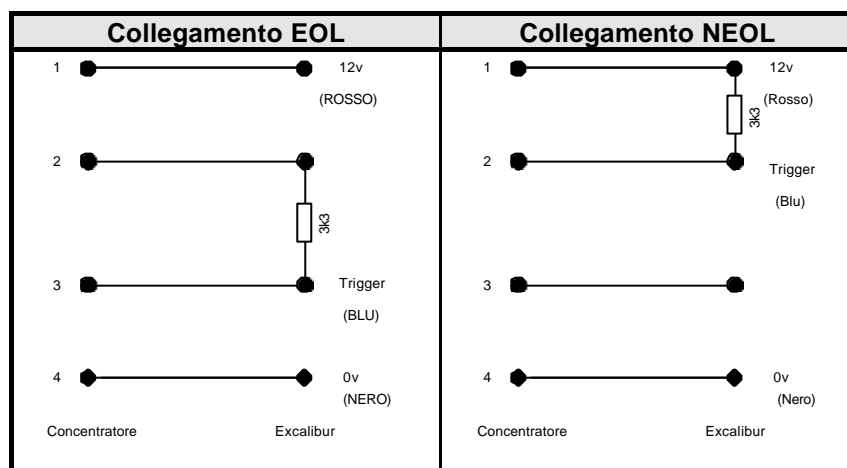 Collegamento EOL
1 12v
(ROSSO)
2
3k3
3 Trigger
(BLU)
4 0v
(NERO)
Concentratore Excalibur
Collegamento NEOL
1 12v
(Rosso)
3k3
2 Trigger
(Blu)
3
4 0v
(Nero)
Concentratore Excalibur